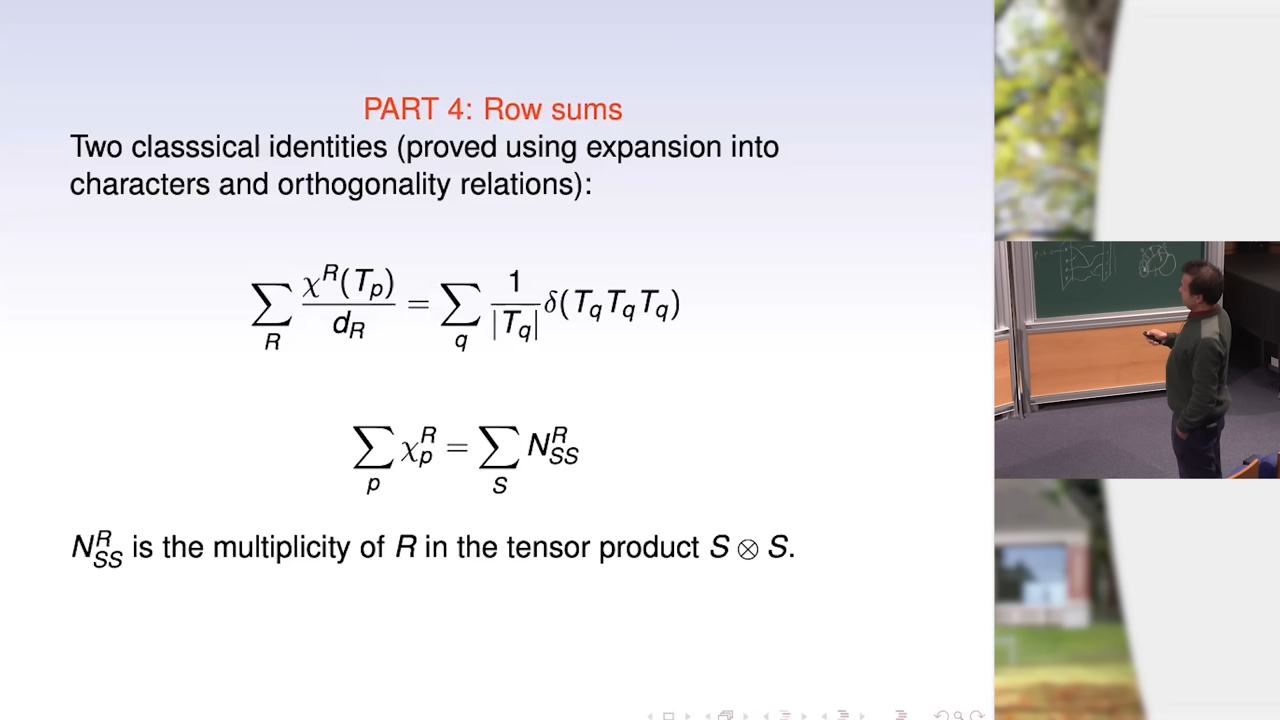 PART 4: Row sums
Two classsical identities (proved using expansion into
characters and orthogonality relations):
∑_R χ^R(T_p)/d_R = ∑_q 1/|T_q| δ(T_q T_q T_q)
∑_p χ^R_p = ∑_S N^R_SS
N^R_SS is the multiplicity of R in the tensor product S ⊗ S.